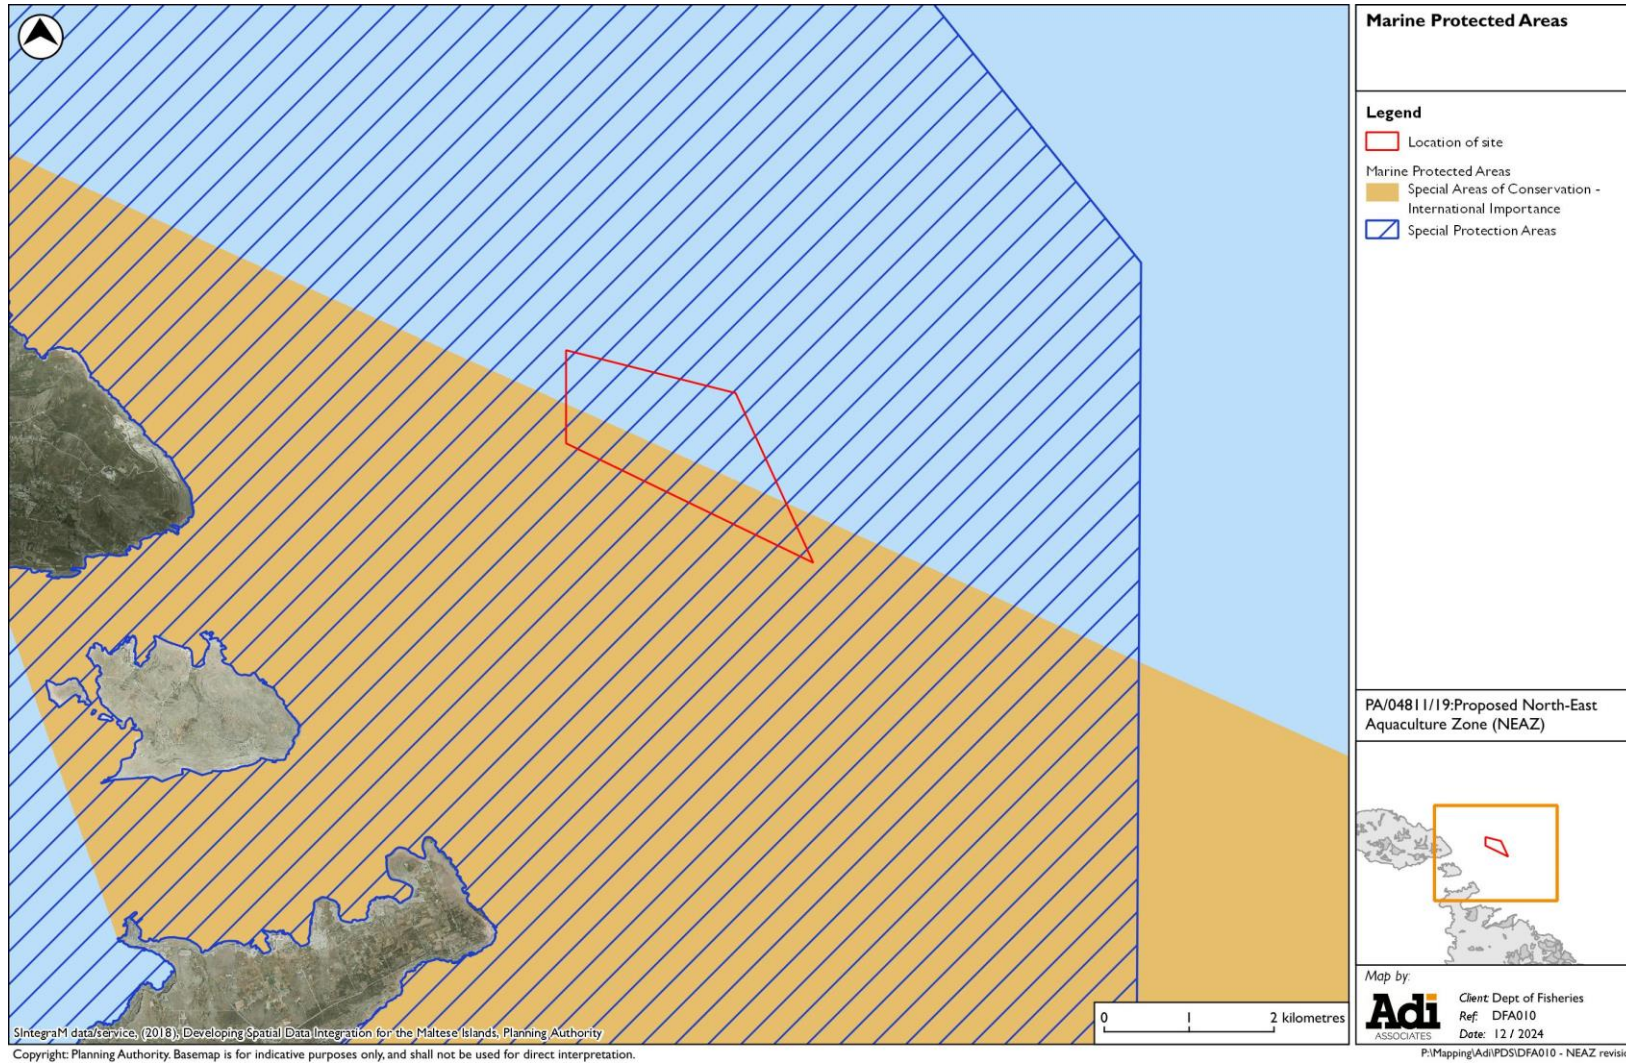 Marine Protected Areas
Legend
Location of site
Marine Protected Areas
Special Areas of Conservation -
International Importance
Special Protection Areas
PA/04811/19:Proposed North-East
Aquaculture Zone (NEAZ)
Map by:
Adi
ASSOCIATES
Client: Dept of Fisheries
Ref: DFA010
Date: 12 / 2024
0 1 2 kilometres
SIntegraM data/service, (2018), Developing Spatial Data Integration for the Maltese Islands, Planning Authority
Copyright: Planning Authority. Basemap is for indicative purposes only, and shall not be used for direct interpretation.
P:\Mapping\Adi\PDS\DFA010 - NEAZ revisi